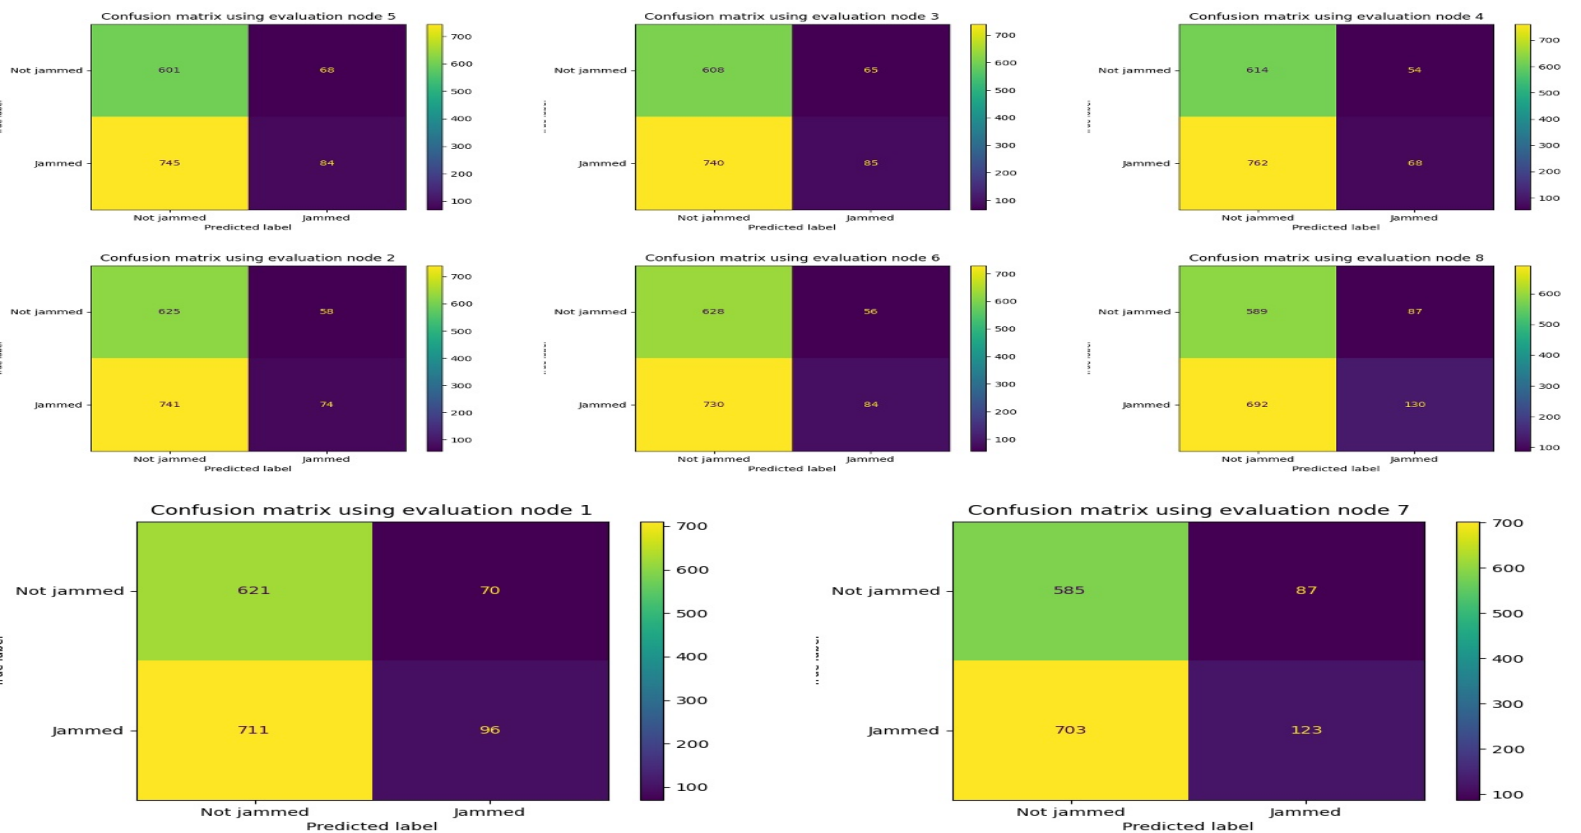 Confusion matrix using evaluation node 5
Not jammed
601
68
Jammed
745
84
Not jammed
Jammed
Predicted label
700
600
500
400
300
200
100
Confusion matrix using evaluation node 3
Not jammed
608
65
Jammed
740
85
Not jammed
Jammed
Predicted label
700
600
500
400
300
200
100
Confusion matrix using evaluation node 4
Not jammed
614
54
Jammed
762
68
Not jammed
Jammed
Predicted label
700
600
500
400
300
200
100
Confusion matrix using evaluation node 2
Not jammed
625
58
Jammed
741
74
Not jammed
Jammed
Predicted label
700
600
500
400
300
200
100
Confusion matrix using evaluation node 6
Not jammed
628
56
Jammed
730
84
Not jammed
Jammed
Predicted label
700
600
500
400
300
200
100
Confusion matrix using evaluation node 8
Not jammed
589
87
Jammed
692
130
Not jammed
Jammed
Predicted label
600
500
400
300
200
100
Confusion matrix using evaluation node 1
Not jammed
621
70
Jammed
711
96
Not jammed
Jammed
Predicted label
700
600
500
400
300
200
100
Confusion matrix using evaluation node 7
Not jammed
585
87
Jammed
703
123
Not jammed
Jammed
Predicted label
700
600
500
400
300
200
100